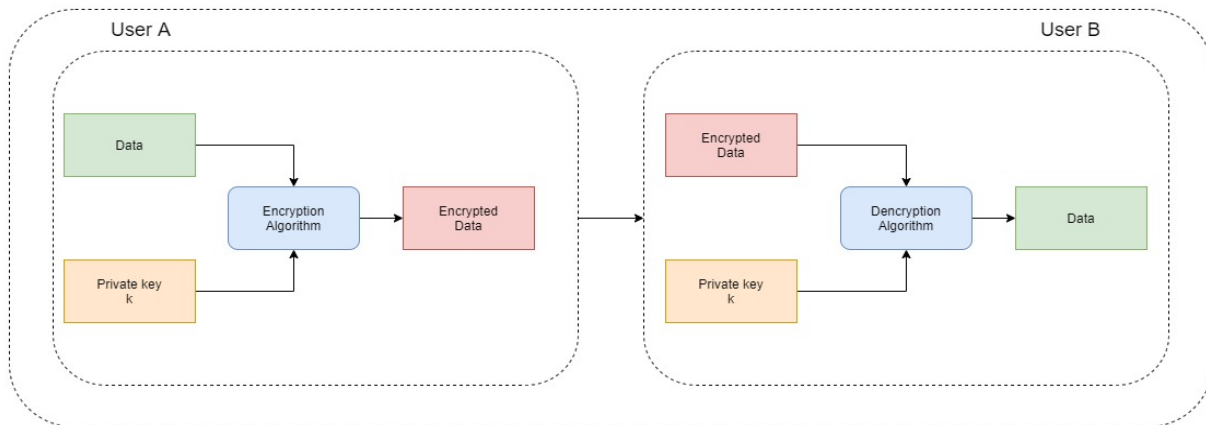 User A
Data
Encryption
Algorithm
Encrypted
Data
Private key
k
User B
Encrypted
Data
Dencryption
Algorithm
Data
Private key
k